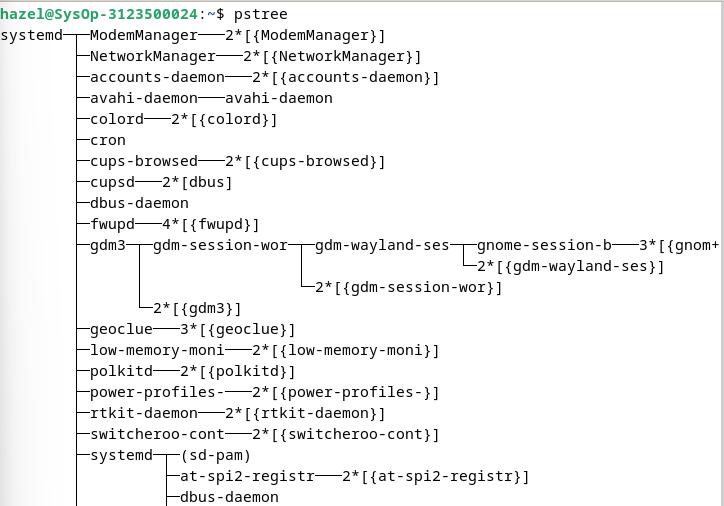 hazel@SysOp-3123500024:~$ pstree
systemd─┬─ModemManager───2*[{ModemManager}]
        ├─NetworkManager───2*[{NetworkManager}]
        ├─accounts-daemon───2*[{accounts-daemon}]
        ├─avahi-daemon───avahi-daemon
        ├─colord───2*[{colord}]
        ├─cron
        ├─cups-browsed───2*[{cups-browsed}]
        ├─cupsd───2*[dbus]
        ├─dbus-daemon
        ├─fwupd───4*[{fwupd}]
        ├─gdm3─┬─gdm-session-wor─┬─gdm-wayland-ses─┬─gnome-session-b───3*[{gnom+
        │      │                 │                 └─2*[{gdm-wayland-ses}]
        │      │                 └─2*[{gdm-session-wor}]
        │      └─2*[{gdm3}]
        ├─geoclue───3*[{geoclue}]
        ├─low-memory-moni───2*[{low-memory-moni}]
        ├─polkitd───2*[{polkitd}]
        ├─power-profiles-───2*[{power-profiles-}]
        ├─rtkit-daemon───2*[{rtkit-daemon}]
        ├─switcheroo-cont───2*[{switcheroo-cont}]
        ├─systemd─┬─(sd-pam)
        │         ├─at-spi2-registr───2*[{at-spi2-registr}]
        │         ├─dbus-daemon